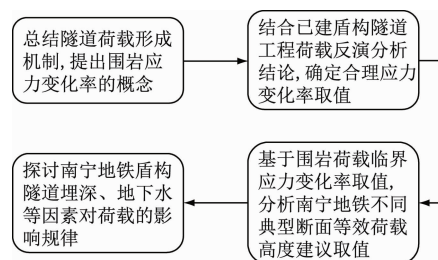 总结隧道荷载形成
机制,提出围岩应
力变化率的概念
结合已建盾构隧道
工程荷载反演分析
结论,确定合理应力
变化率取值
基于围岩荷载临界
应力变化率取值,
分析南宁地铁不同
典型断面等效荷载
高度建议取值
探讨南宁地铁盾构
隧道埋深、地下水
等因素对荷载的影
响规律